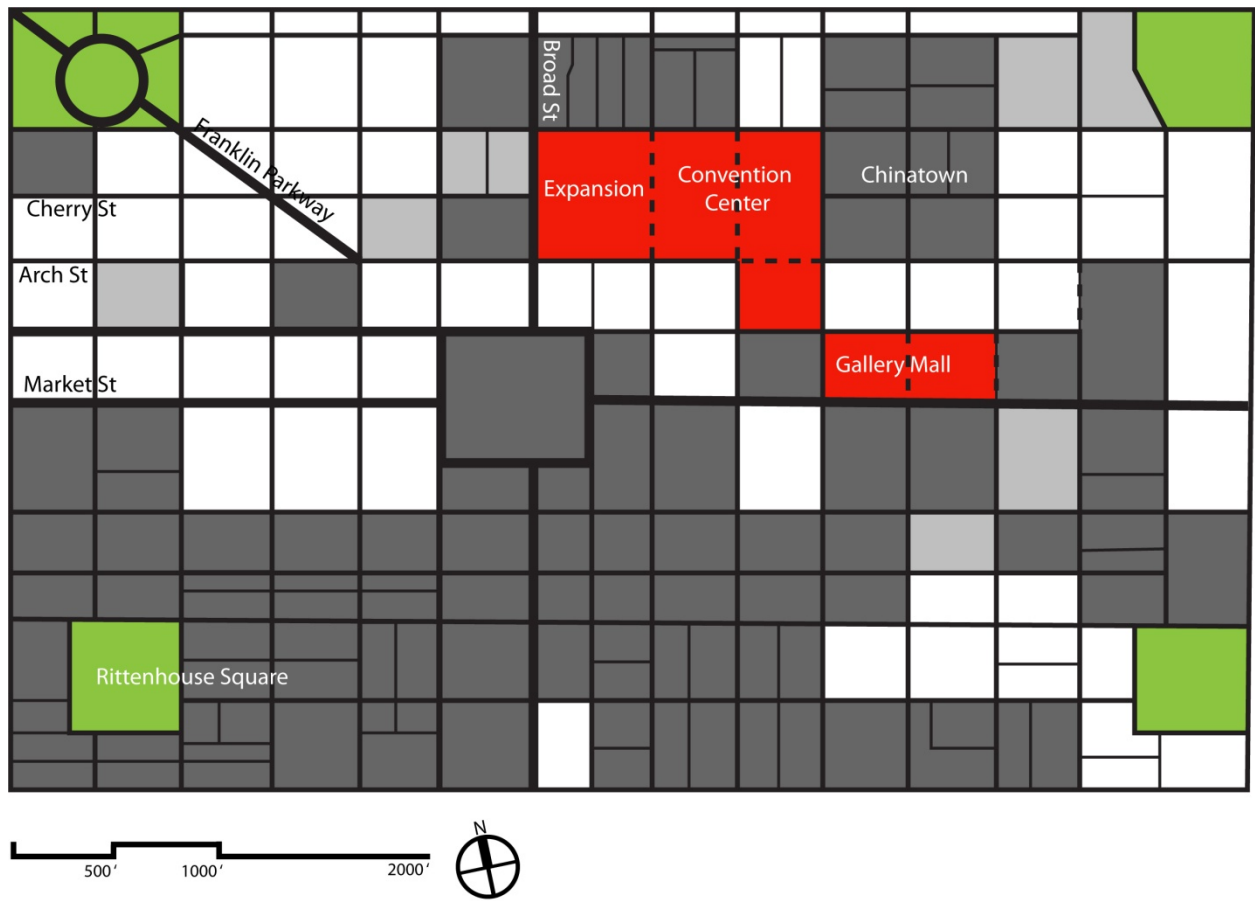 Broad St
Franklin Parkway
Expansion
Convention
Center
Chinatown
Cherry St
Arch St
Market St
Gallery Mall
Rittenhouse Square
N
500'
1000'
2000'